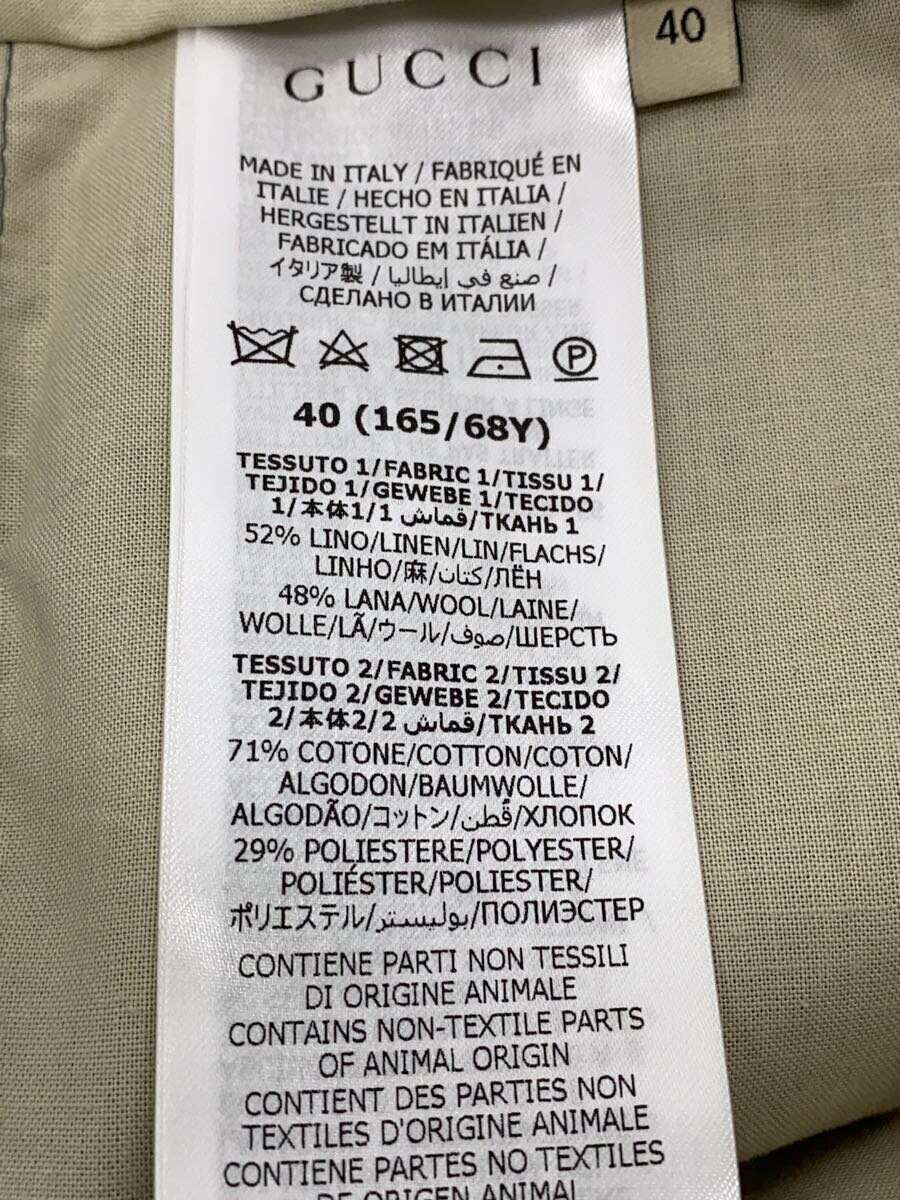 40
GUCCI
MADE IN ITALY / FABRIQUÉ EN
ITALIE / HECHO EN ITALIA /
HERGESTELLT IN ITALIEN /
FABRICADO EM ITÁLIA /
イタリア製 / صنع في إيطاليا /
СДЕЛАНО В ИТАЛИИ
P
40 (165/68Y)
TESSUTO 1/FABRIC 1/TISSU 1/
TEJIDO 1/GEWEBE 1/TECIDO
1/本体1/قماش 1/ТКАНЬ 1
52% LINO/LINEN/LIN/FLACHS/
LINHO/麻/كتان/ЛЁН
48% LANA/WOOL/LAINE/
WOLLE/LÃ/ウール/صوف/ШЕРСТЬ
TESSUTO 2/FABRIC 2/TISSU 2/
TEJIDO 2/GEWEBE 2/TECIDO
2/本体2/قماش 2/ТКАНЬ 2
71% COTONE/COTTON/COTON/
ALGODON/BAUMWOLLE/
ALGODÃO/コットン/قُطن/ХЛОПОК
29% POLIESTERE/POLYESTER/
POLIÉSTER/POLIESTER/
ポリエステル/بوليستر/ПОЛИЭСТЕР
CONTIENE PARTI NON TESSILI
DI ORIGINE ANIMALE
CONTAINS NON-TEXTILE PARTS
OF ANIMAL ORIGIN
CONTIENT DES PARTIES NON
TEXTILES D'ORIGINE ANIMALE
CONTIENE PARTES NO TEXTILES
DE ORIGEN ANIMAL